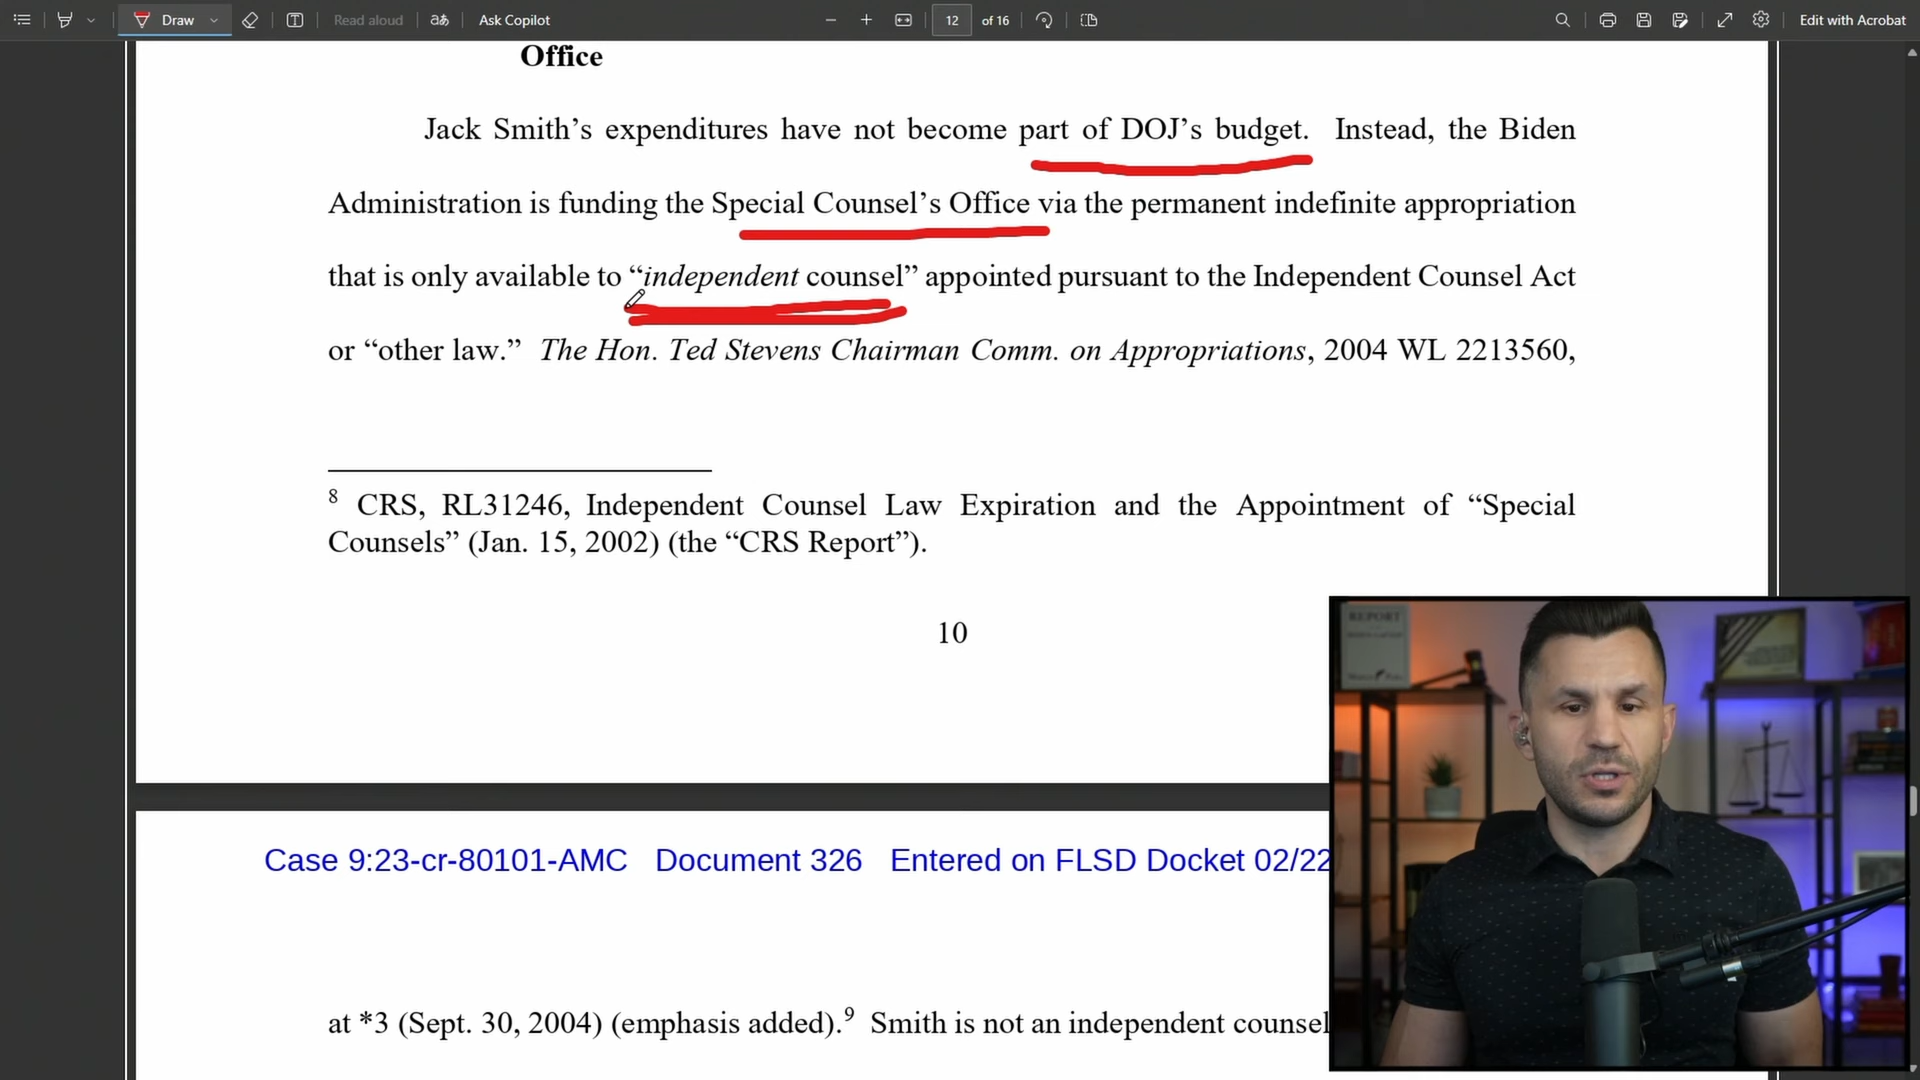 Draw
Read aloud
aあ
Ask Copilot
12
of 16
Edit with Acrobat
Office
Jack Smith’s expenditures have not become part of DOJ’s budget. Instead, the Biden
Administration is funding the Special Counsel’s Office via the permanent indefinite appropriation
that is only available to “independent counsel” appointed pursuant to the Independent Counsel Act
or “other law.” The Hon. Ted Stevens Chairman Comm. on Appropriations, 2004 WL 2213560,
8 CRS, RL31246, Independent Counsel Law Expiration and the Appointment of “Special
Counsels” (Jan. 15, 2002) (the “CRS Report”).
10
REPORT
Case 9:23-cr-80101-AMC Document 326 Entered on FLSD Docket 02/22
at *3 (Sept. 30, 2004) (emphasis added).9 Smith is not an independent counsel